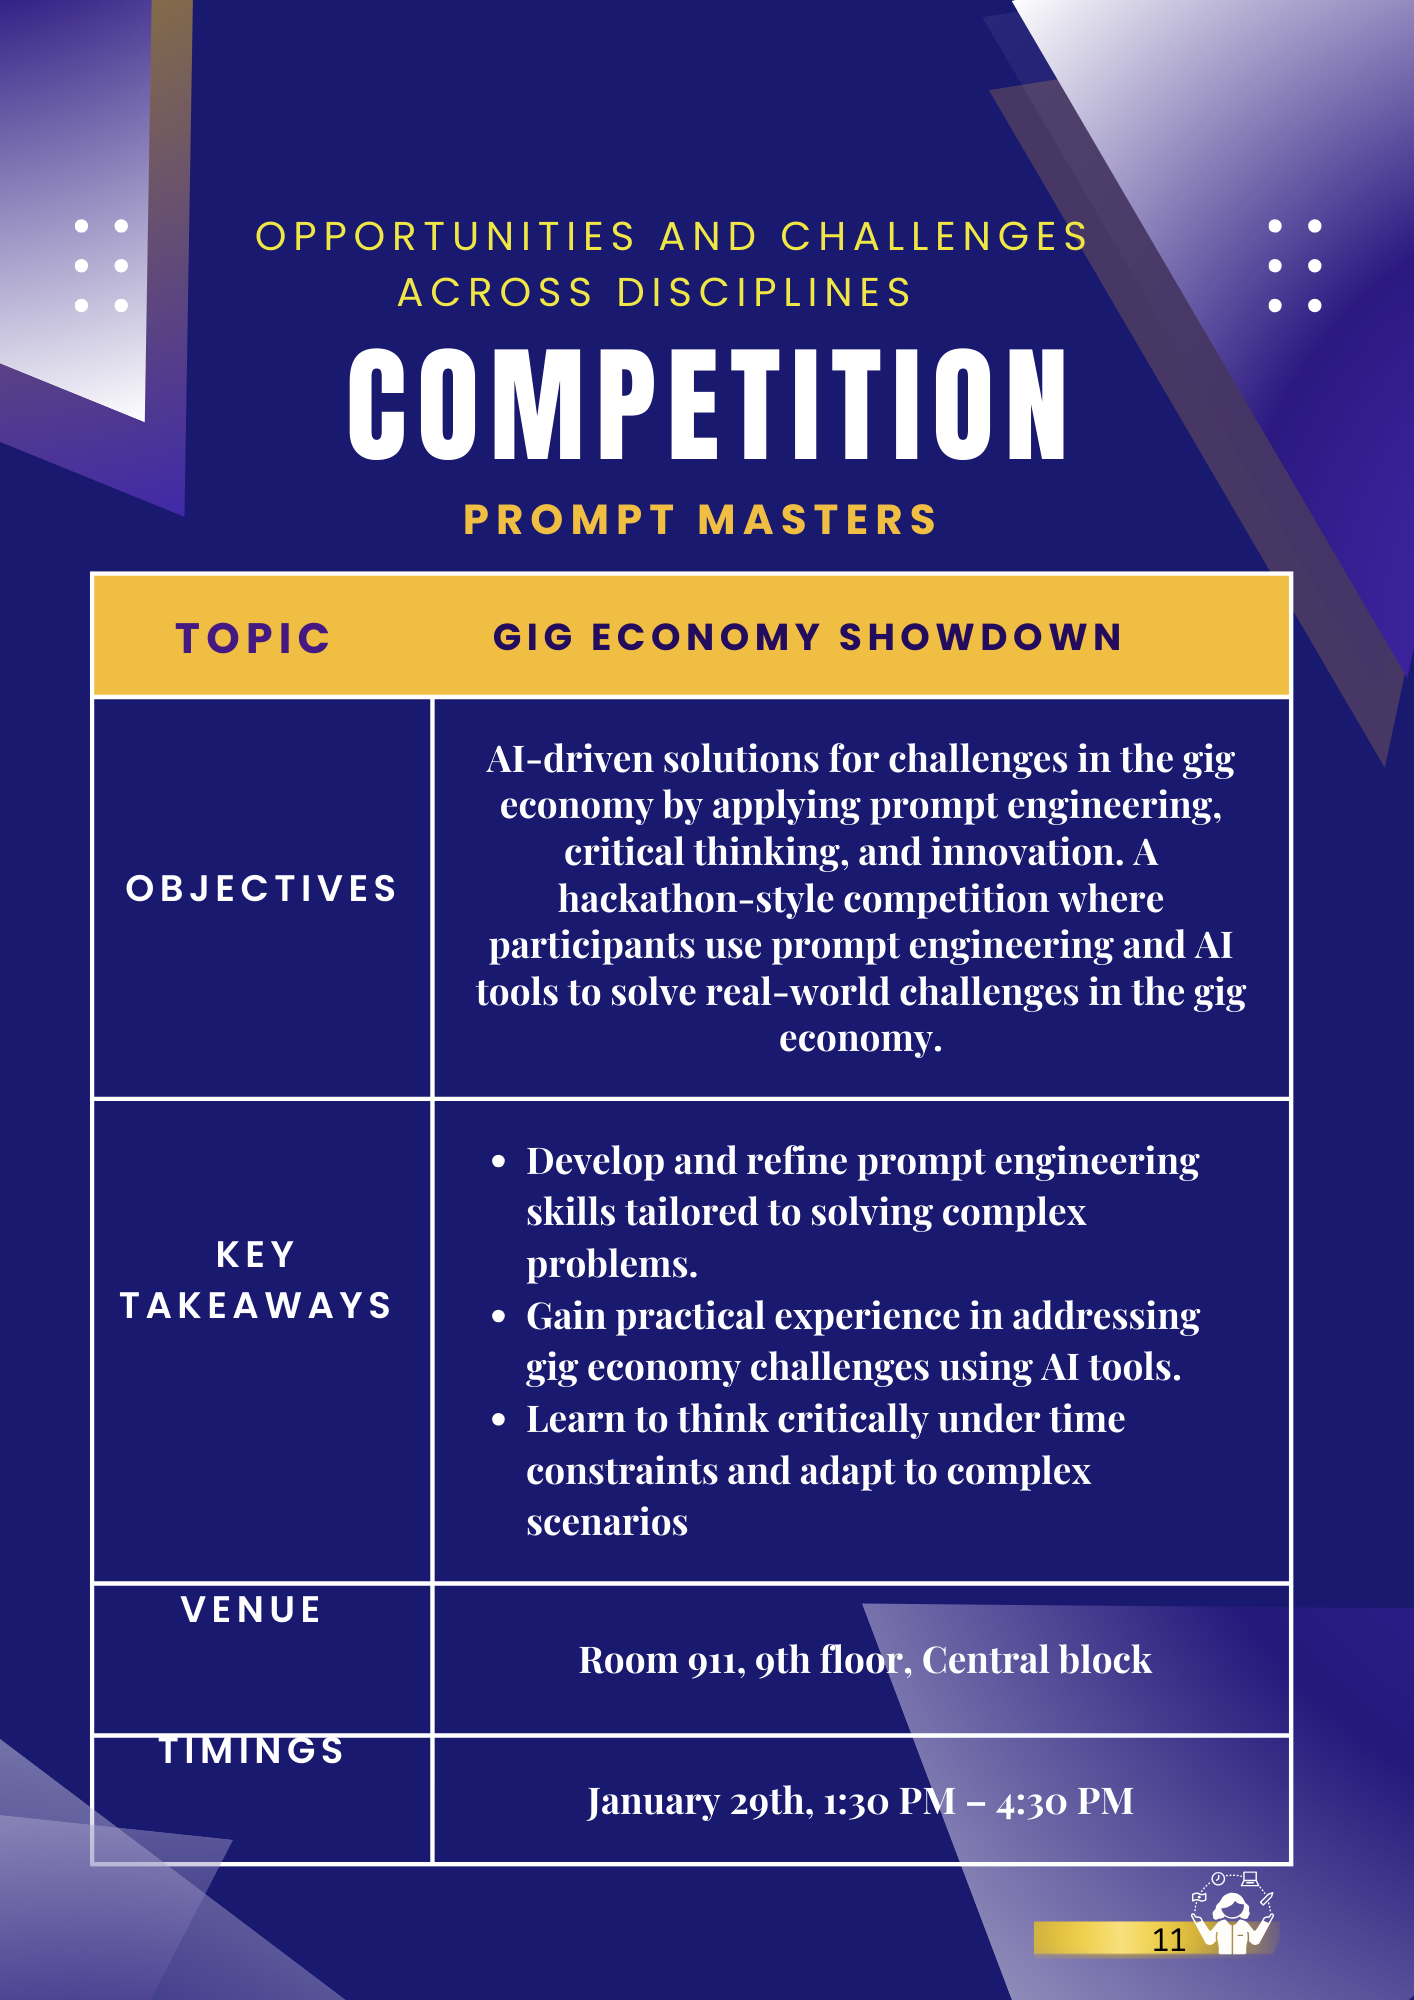 OPPORTUNITIES AND CHALLENGES
ACROSS DISCIPLINES
COMPETITION
PROMPT MASTERS
TOPIC
GIG ECONOMY SHOWDOWN
OBJECTIVES
AI-driven solutions for challenges in the gig
economy by applying prompt engineering,
critical thinking, and innovation. A
hackathon-style competition where
participants use prompt engineering and AI
tools to solve real-world challenges in the gig
economy.
KEY
TAKEAWAYS
• Develop and refine prompt engineering
skills tailored to solving complex
problems.
• Gain practical experience in addressing
gig economy challenges using AI tools.
• Learn to think critically under time
constraints and adapt to complex
scenarios
VENUE
Room 911, 9th floor, Central block
TIMINGS
January 29th, 1:30 PM – 4:30 PM
11